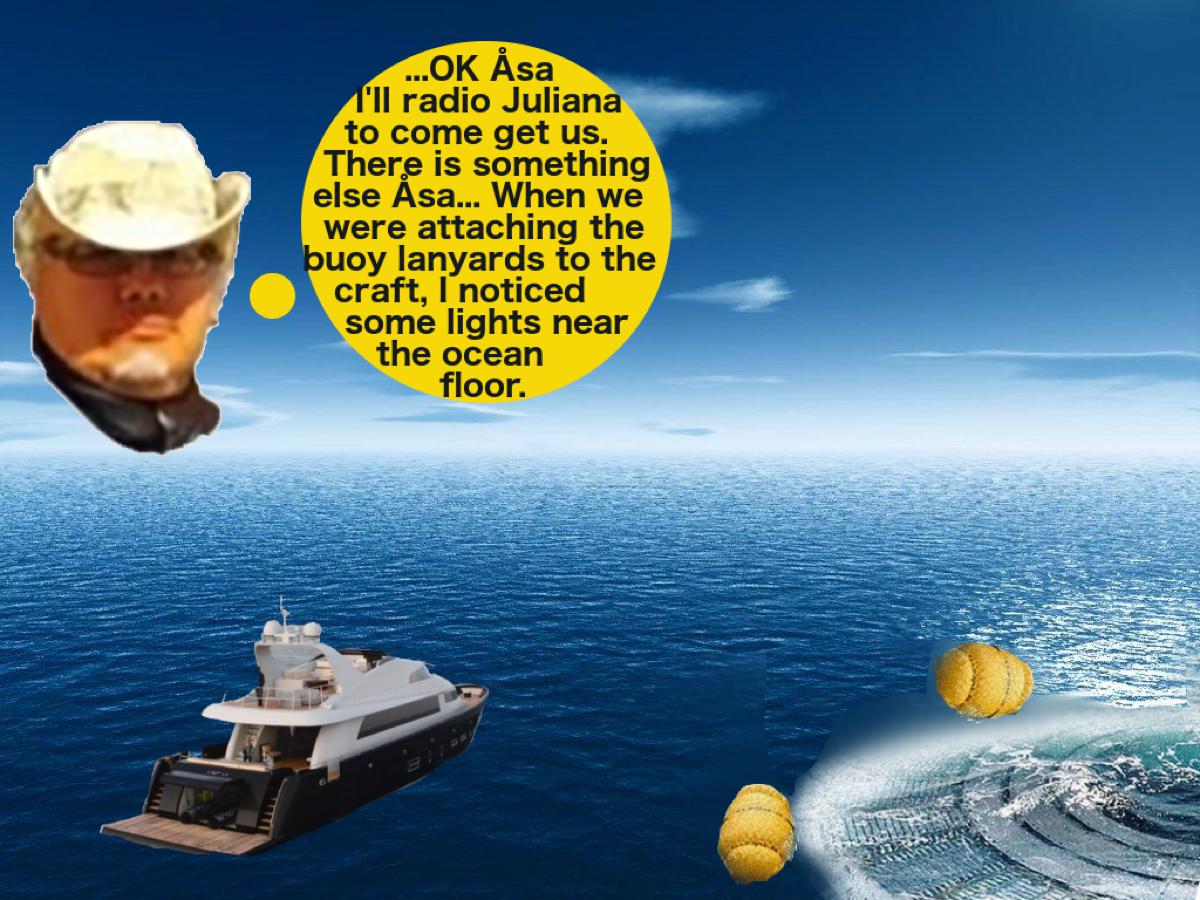 ...OK Åsa
I'll radio Juliana
to come get us.
There is something
else Åsa... When we
were attaching the
buoy lanyards to the
craft, I noticed
some lights near
the ocean
floor.